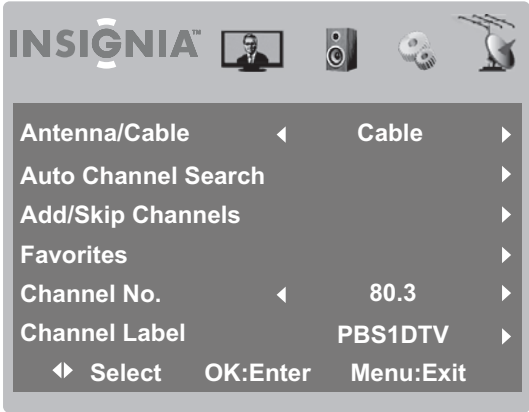 INSIGNIA™
Antenna/Cable Cable
Auto Channel Search
Add/Skip Channels
Favorites
Channel No. 80.3
Channel Label PBS1DTV
Select OK:Enter Menu:Exit